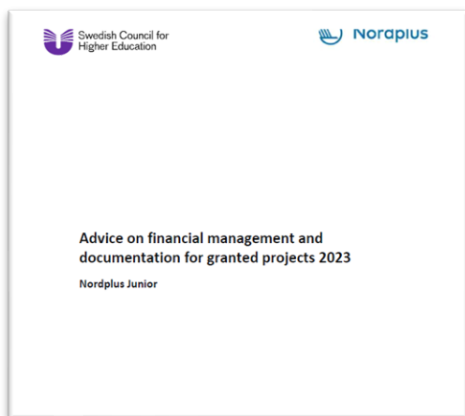 Swedish Council for
Higher Education
Nordplus
Advice on financial management and
documentation for granted projects 2023
Nordplus Junior